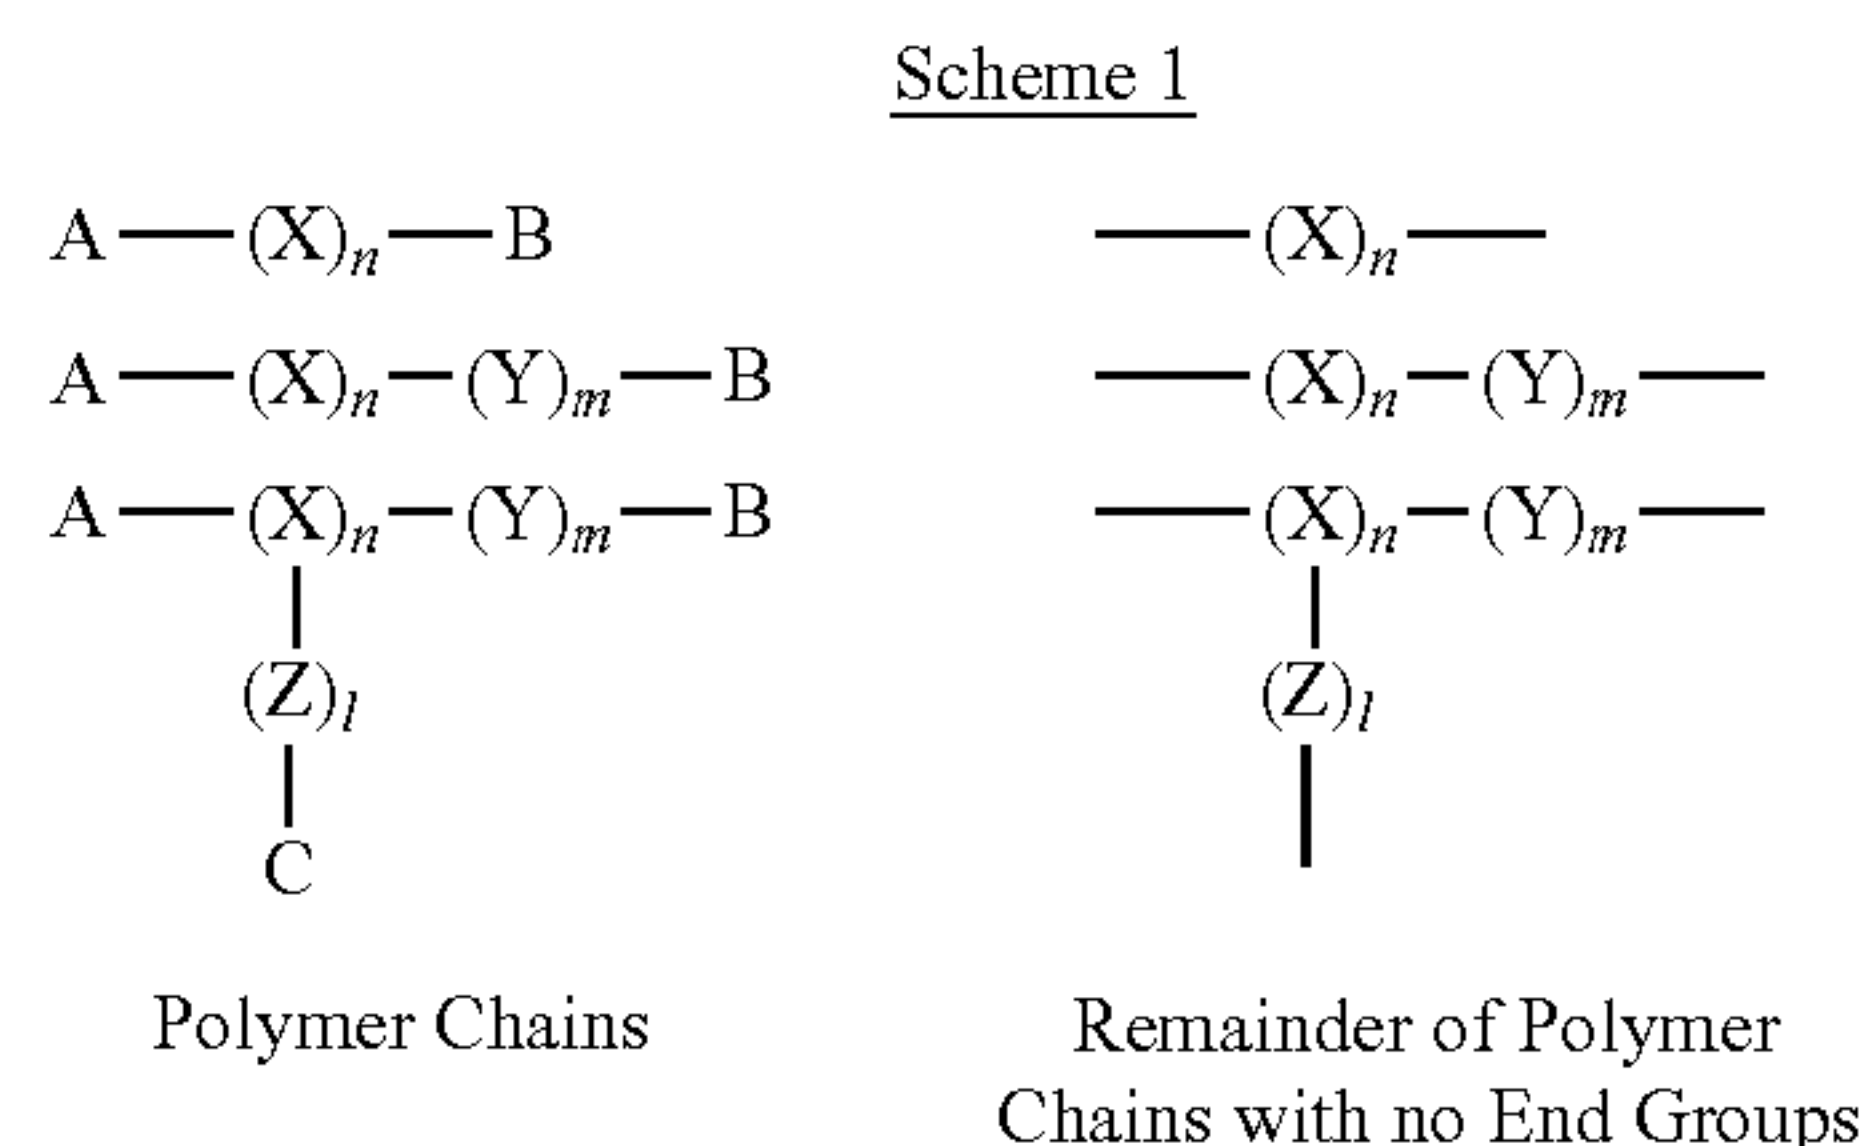 Scheme 1
A — (X)n — B
A — (X)n — (Y)m — B
A — (X)n — (Y)m — B
(Z)l
C
Polymer Chains
— (X)n —
— (X)n — (Y)m —
— (X)n — (Y)m —
(Z)l
Remainder of Polymer
Chains with no End Groups